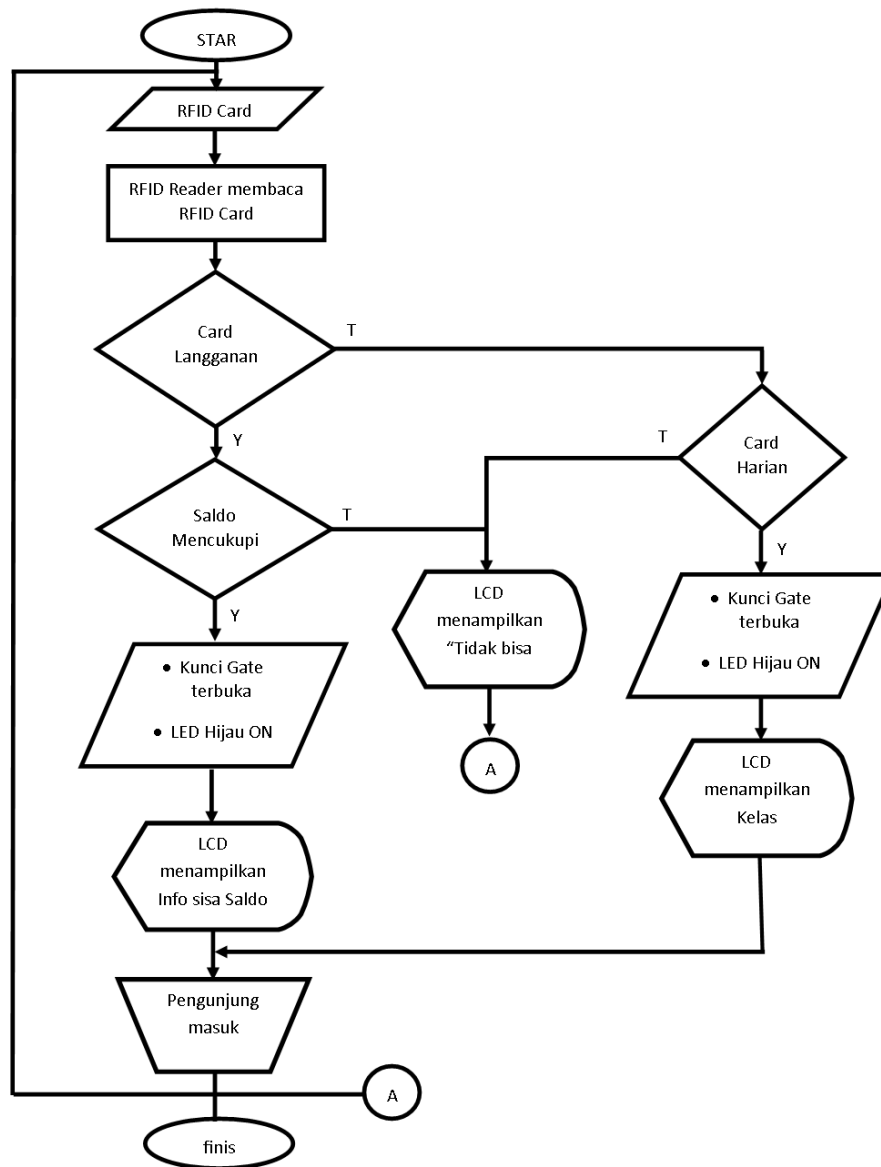 STAR
RFID Card
RFID Reader membaca
RFID Card
Card
Langganan
T
Y
Card
Harian
T
Y
Saldo
Mencukupi
T
Y
LCD
menampilkan
“Tidak bisa
A
• Kunci Gate
terbuka
• LED Hijau ON
• Kunci Gate
terbuka
• LED Hijau ON
LCD
menampilkan
Kelas
LCD
menampilkan
Info sisa Saldo
Pengunjung
masuk
A
finis